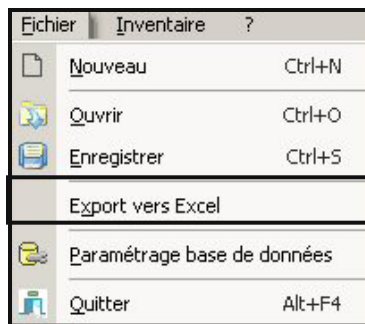 Fichier Inventaire ?
Nouveau Ctrl+N
Ouvrir Ctrl+O
Enregistrer Ctrl+S
Export vers Excel
Paramétrage base de données
Quitter Alt+F4